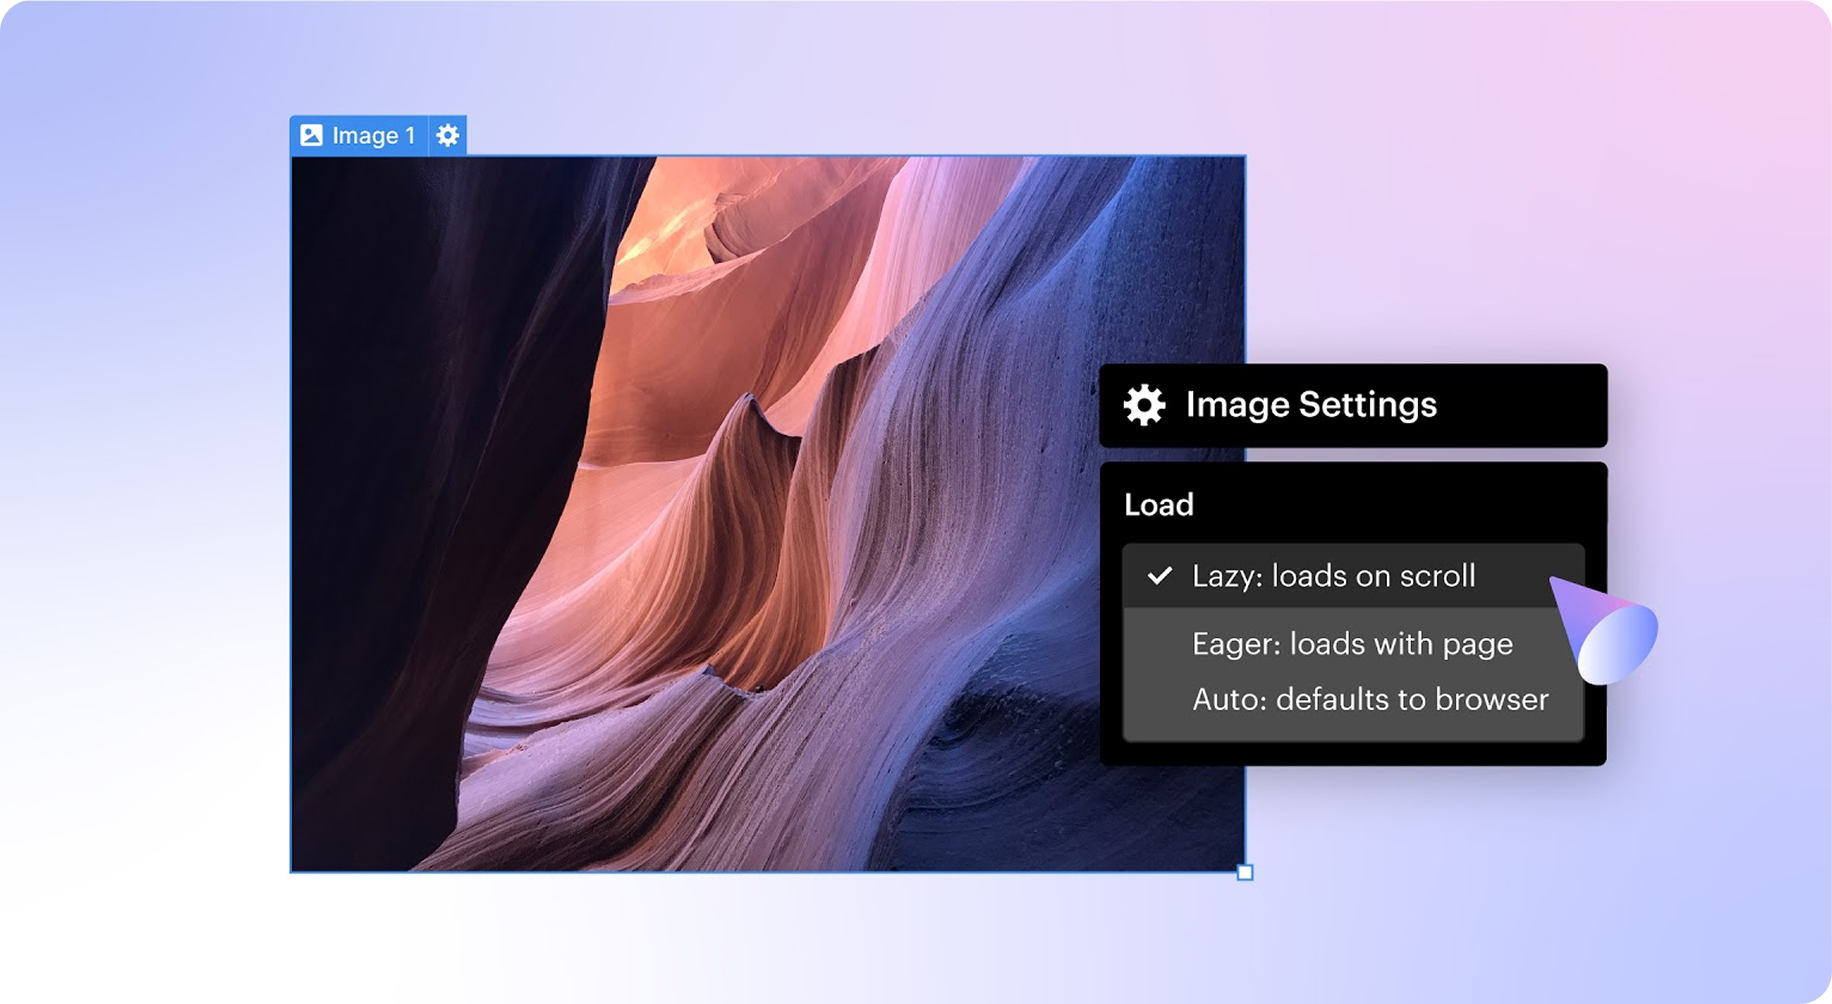 Image 1
Image Settings
Load
Lazy: loads on scroll
Eager: loads with page
Auto: defaults to browser